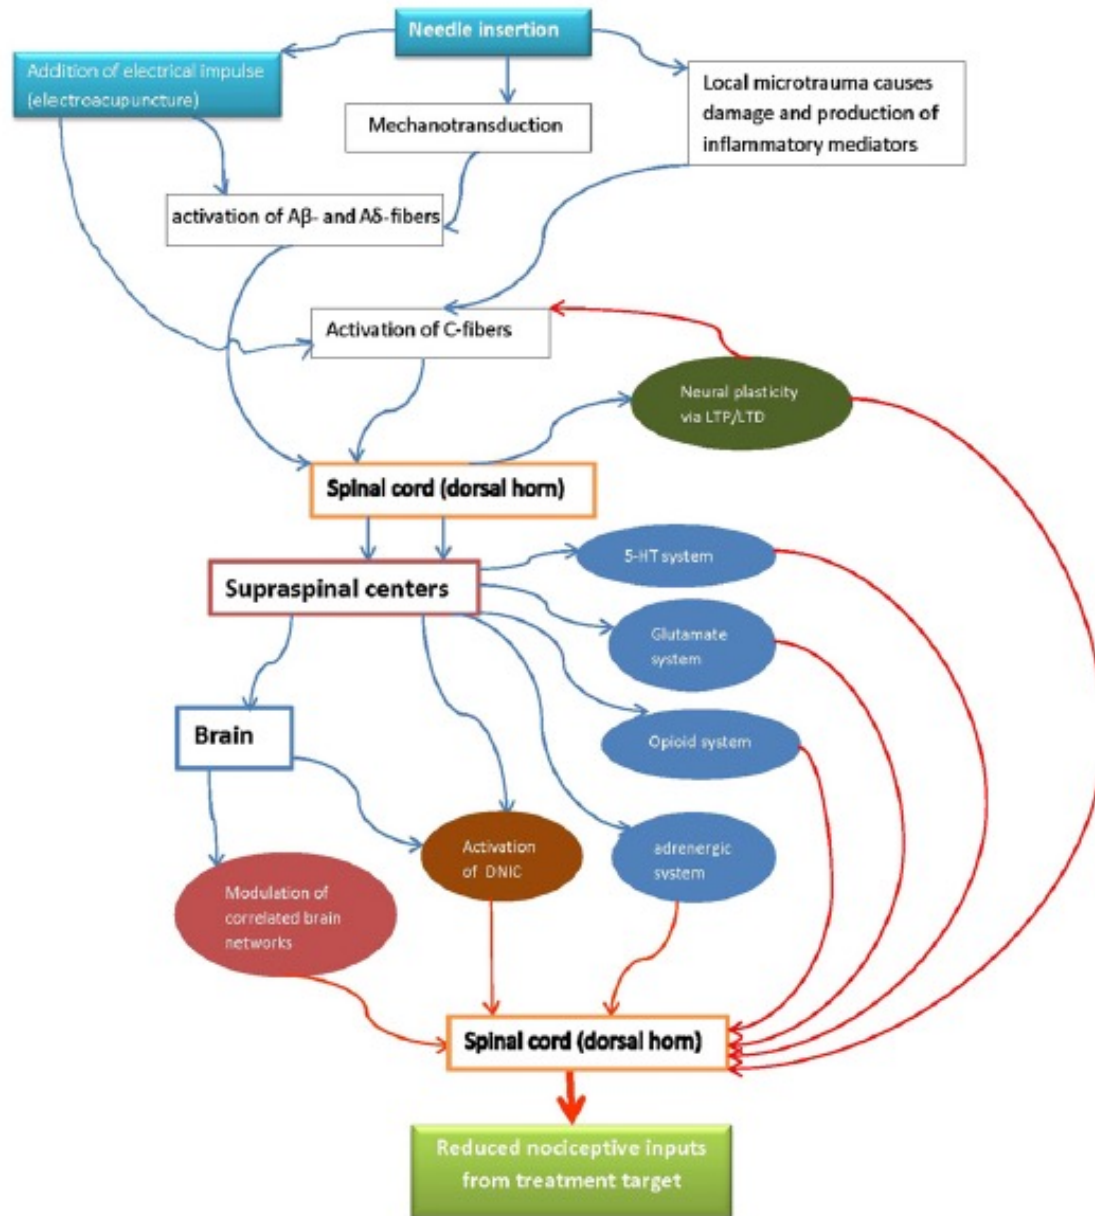 Needle insertion
Addition of electrical impulse
(electroacupuncture)
Local microtrauma causes
damage and production of
inflammatory mediators
Mechanotransduction
activation of Aβ- and Aδ-fibers
Activation of C-fibers
Neural plasticity
via LTP/LTD
Spinal cord (dorsal horn)
5-HT system
Supraspinal centers
Glutamate
system
Brain
Opioid system
Activation
of DNIC
adrenergic
system
Modulation of
correlated brain
networks
Spinal cord (dorsal horn)
Reduced nociceptive inputs
from treatment target